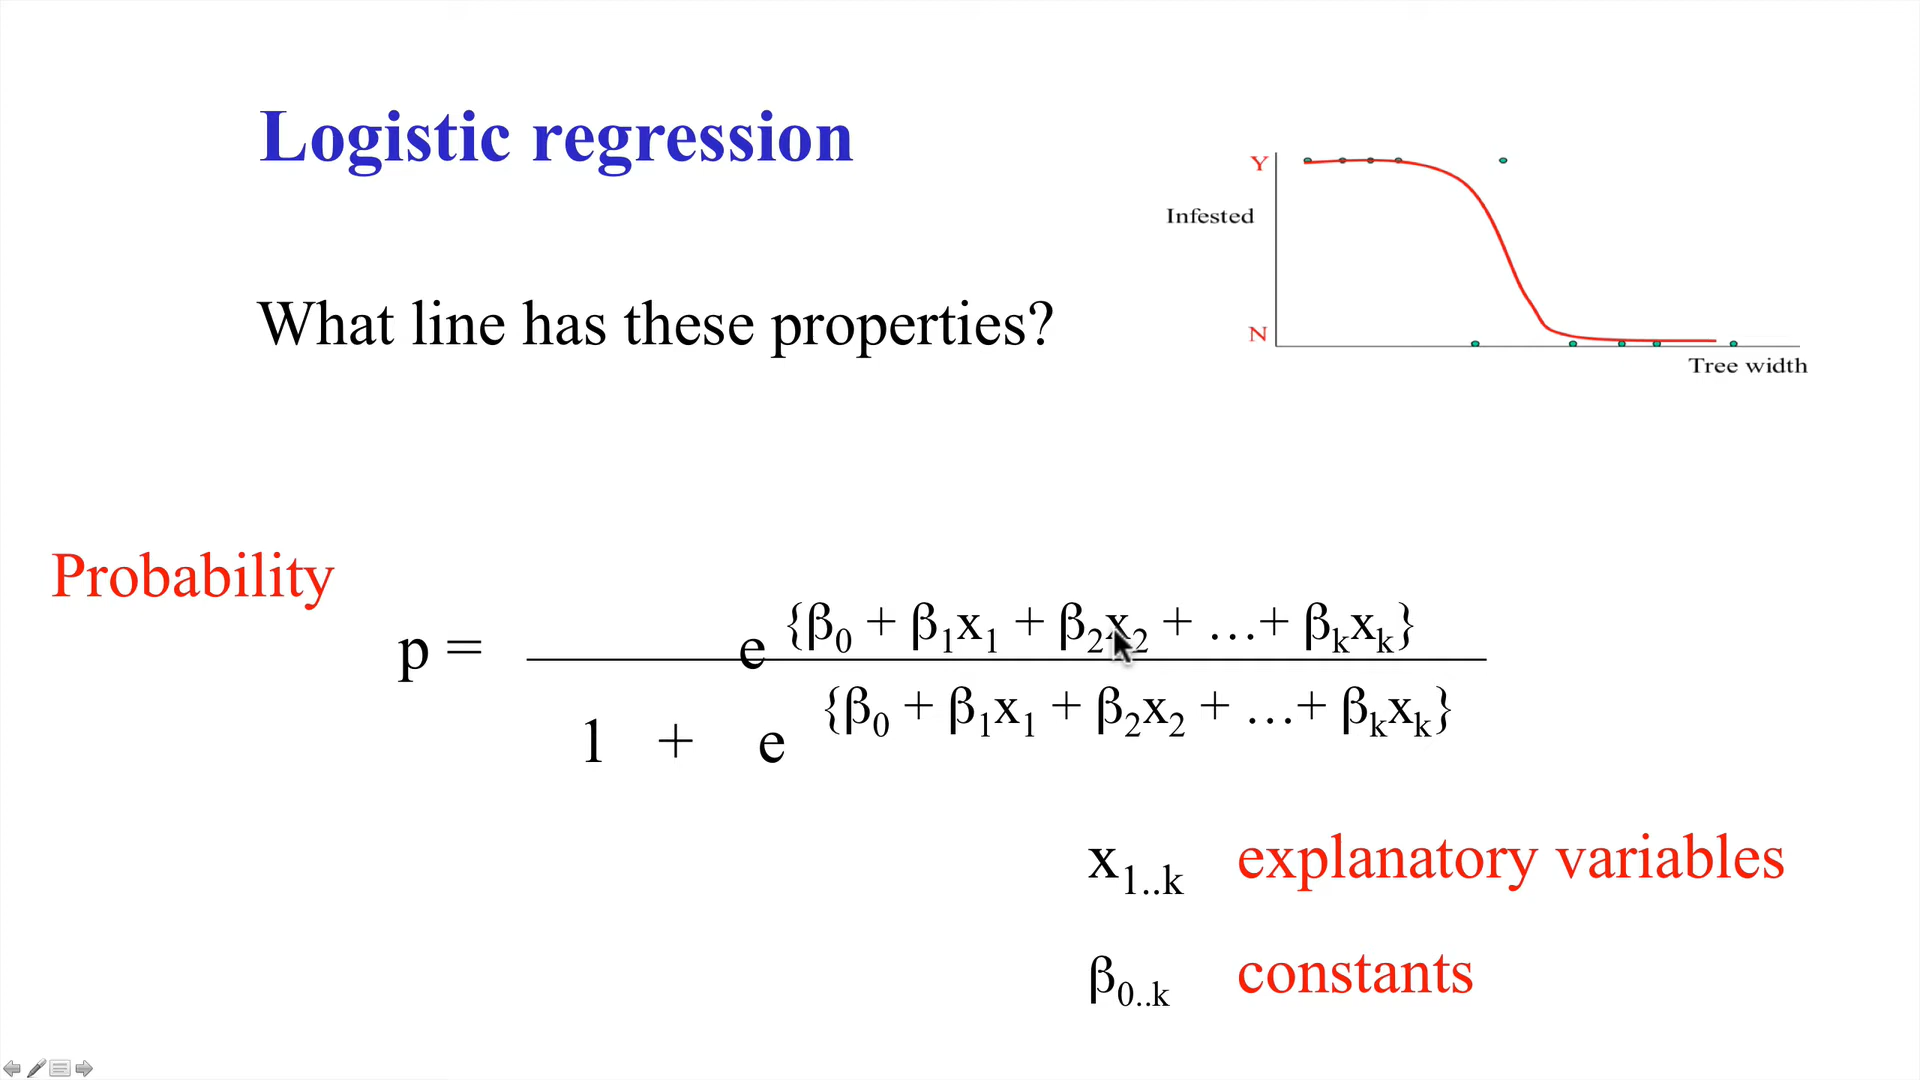 Logistic regression
Y
Infested
N
Tree width
What line has these properties?
Probability
p = e {β₀ + β₁x₁ + β₂x₂ + …+ βₖxₖ}
1 + e {β₀ + β₁x₁ + β₂x₂ + …+ βₖxₖ}
x₁..ₖ explanatory variables
β₀..ₖ constants